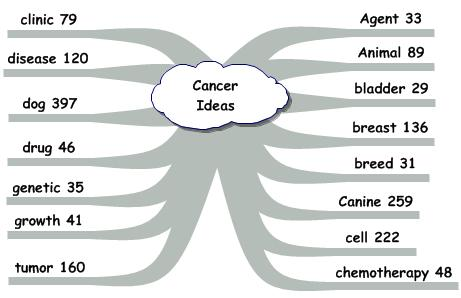 clinic 79
disease 120
dog 397
drug 46
genetic 35
growth 41
tumor 160
Cancer
Ideas
Agent 33
Animal 89
bladder 29
breast 136
breed 31
Canine 259
cell 222
chemotherapy 48